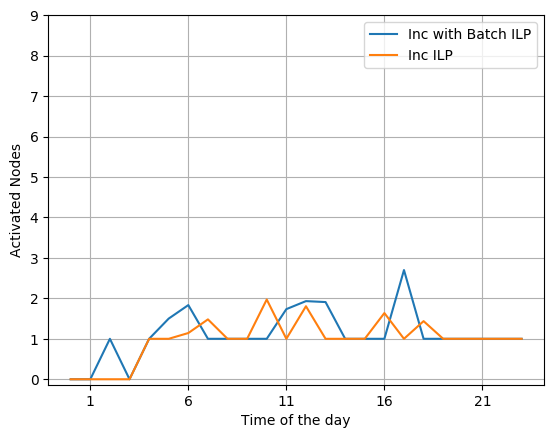 9
8
7
6
5
4
3
2
1
0
Activated Nodes
Inc with Batch ILP
Inc ILP
1 6 11 16 21
Time of the day